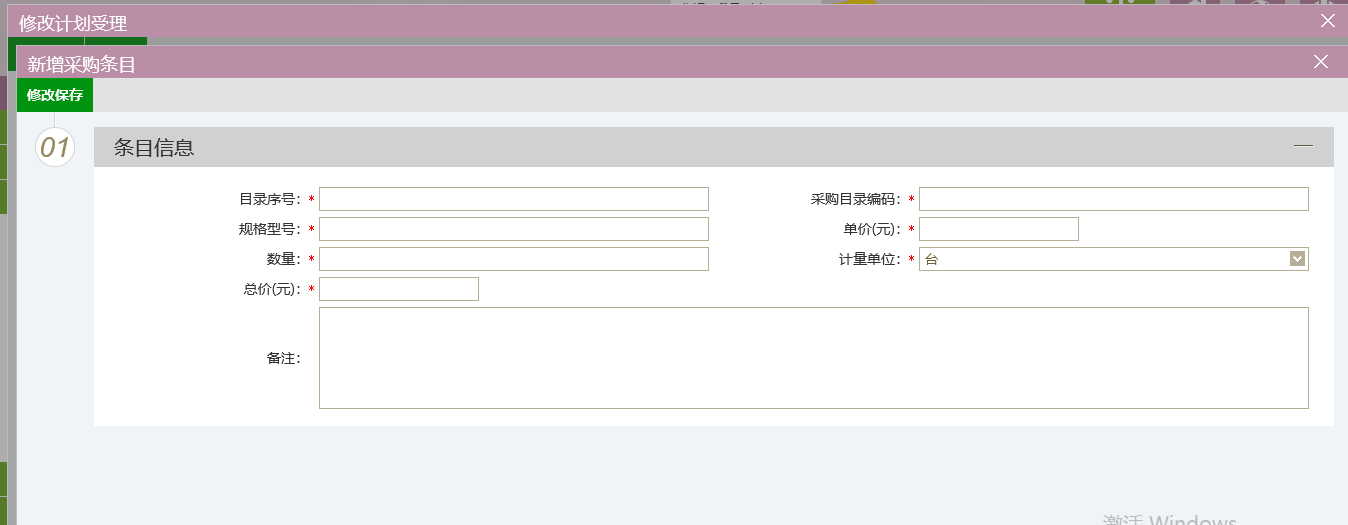 修改计划受理
新增采购条目
修改保存
01 条目信息
目录序号：* 采购目录编码：*
规格型号：* 单价(元)：*
数量：* 计量单位：* 台
总价(元)：*
备注：
激活 Windows